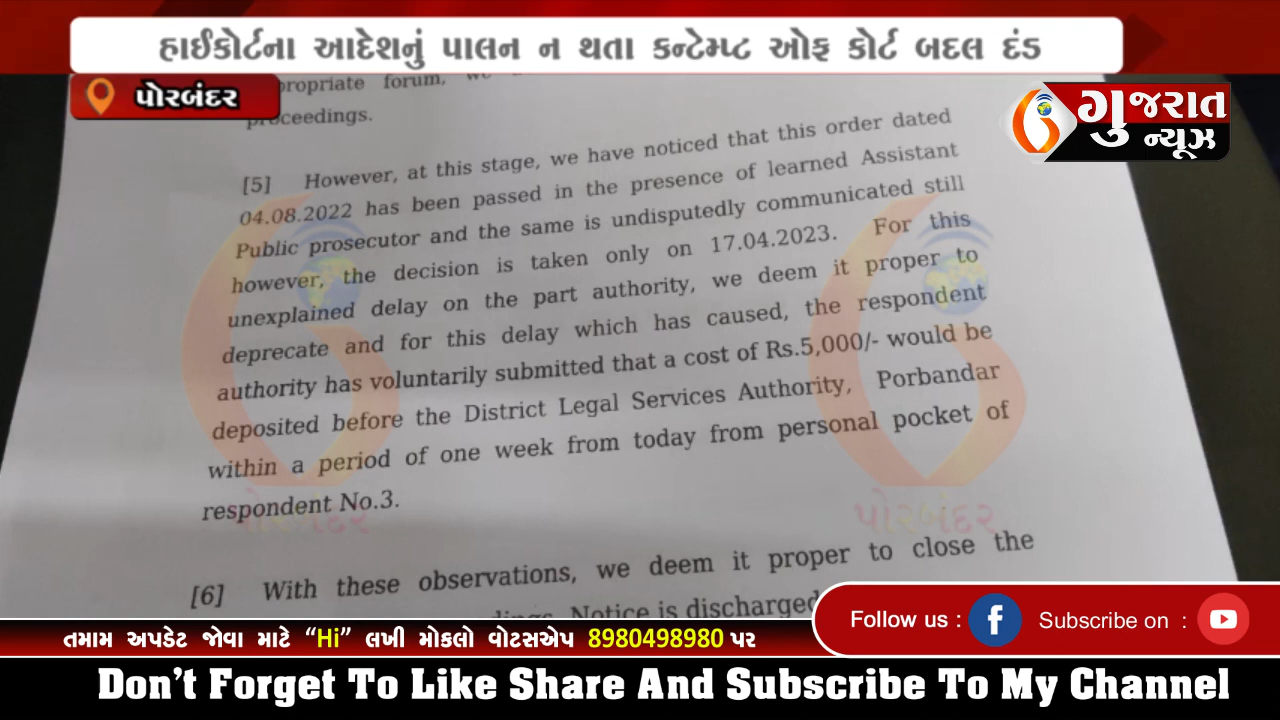 હાઈકોર્ટના આદેશનું પાલન ન થતા કન્ટેમ્પ્ટ ઓફ કોર્ટ બદલ દંડ
પોરબંદર
ગુજરાત
ન્યૂઝ
ropriate forum,
proceedings.
[5] However, at this stage, we have noticed that this order dated
04.08.2022 has been passed in the presence of learned Assistant
Public prosecutor and the same is undisputedly communicated still
however, the decision is taken only on 17.04.2023. For this
unexplained delay on the part authority, we deem it proper to
deprecate and for this delay which has caused, the respondent
authority has voluntarily submitted that a cost of Rs.5,000/- would be
deposited before the District Legal Services Authority, Porbandar
within a period of one week from today from personal pocket of
respondent No.3.
પોરબંદર
પોરબંદર
[6] With these observations, we deem it proper to close the
Notice is discharged
Follow us :
Subscribe on :
તમામ અપડેટ જોવા માટે “Hi” લખી મોકલો વોટસએપ 8980498980 પર
Don't Forget To Like Share And Subscribe To My Channel